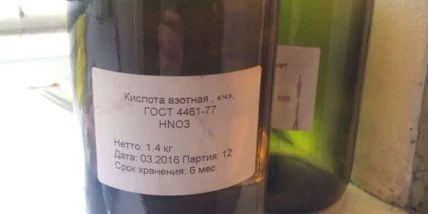 Кислота азотная , «ч».
ГОСТ 4461-77
HNO3
Нетто: 1.4 кг
Дата: 03.2016 Партия: 12
Срок хранения: 6 мес.